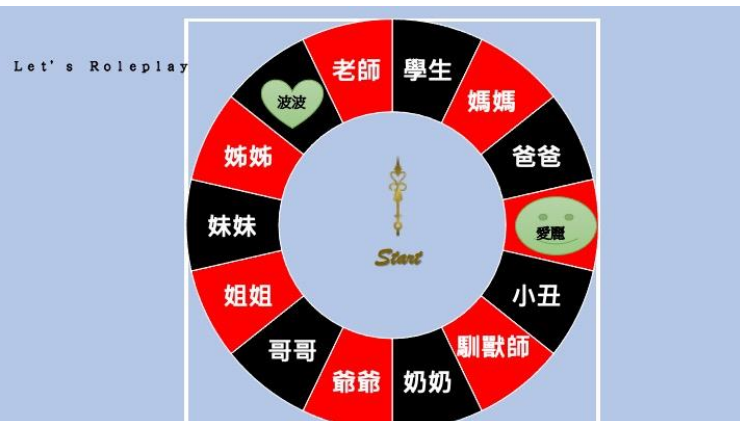 Let's Roleplay
老師
學生
媽媽
爸爸
愛麗
小丑
馴獸師
奶奶
爺爺
哥哥
姐姐
妹妹
姊姊
波波
Start